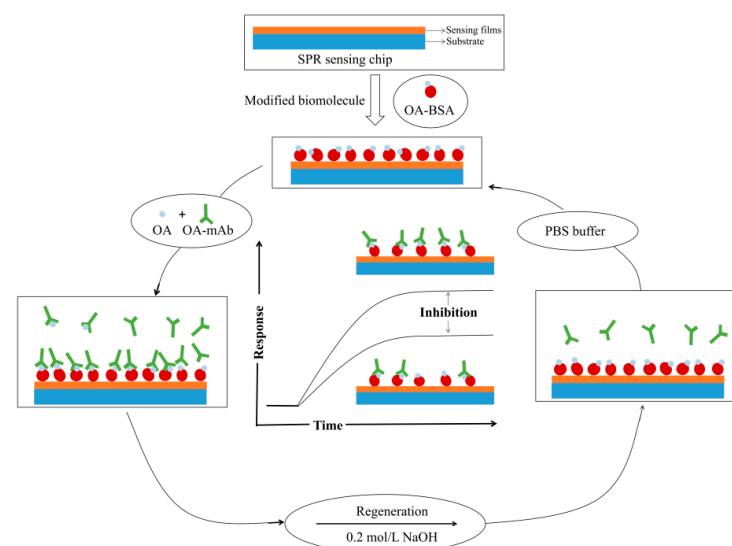 Sensing films
Substrate
SPR sensing chip
Modified biomolecule
OA-BSA
OA + OA-mAb
PBS buffer
Response
Inhibition
Time
Regeneration
0.2 mol/L NaOH